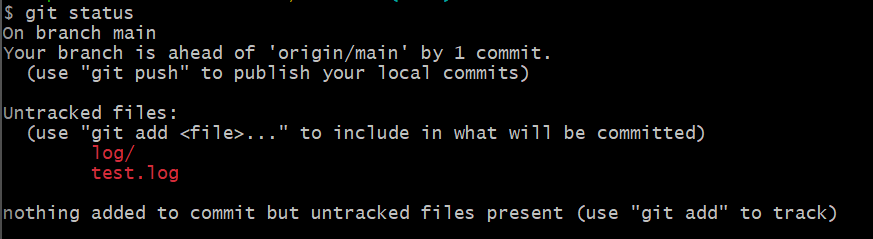 $ git status
On branch main
Your branch is ahead of 'origin/main' by 1 commit.
  (use "git push" to publish your local commits)

Untracked files:
  (use "git add <file>..." to include in what will be committed)
        log/
        test.log

nothing added to commit but untracked files present (use "git add" to track)